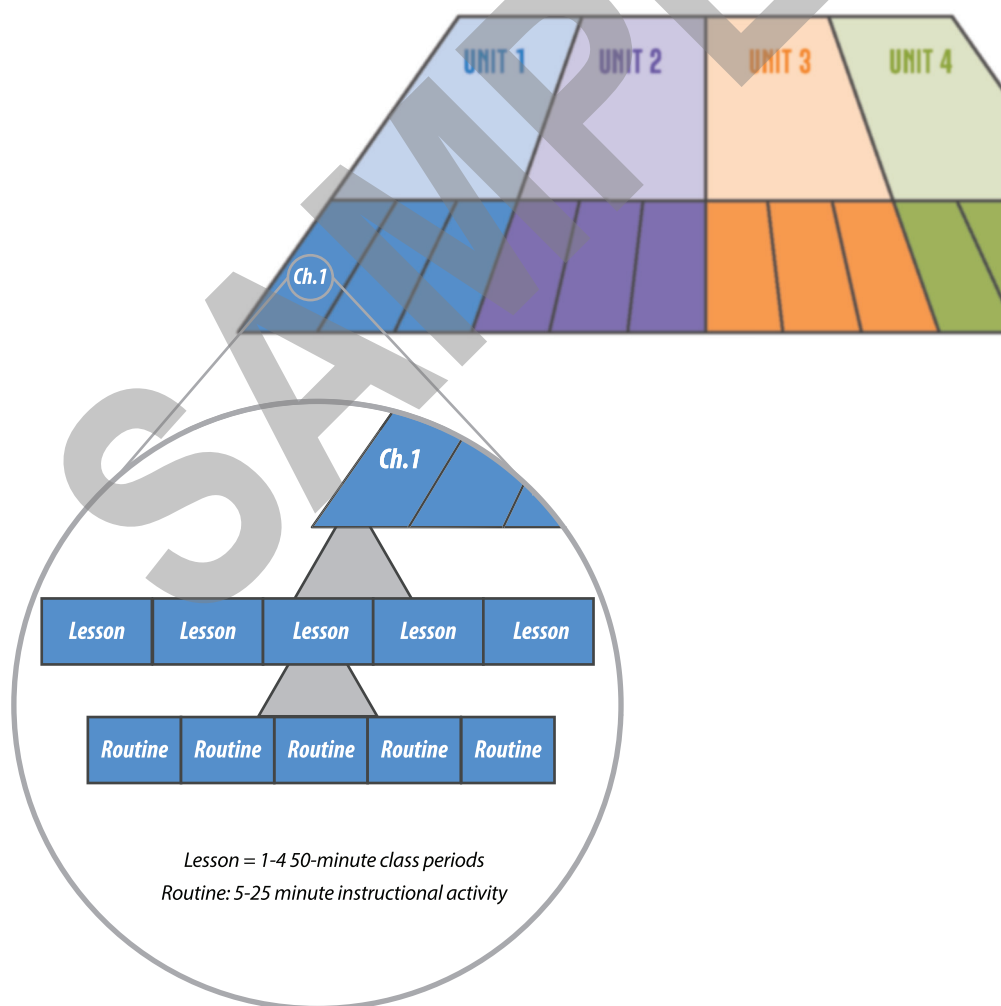 UNIT 1 UNIT 2 UNIT 3 UNIT 4
Ch.1
Ch.1
Lesson Lesson Lesson Lesson Lesson
Routine Routine Routine Routine Routine
Lesson = 1-4 50-minute class periods
Routine: 5-25 minute instructional activity
SAMPLE